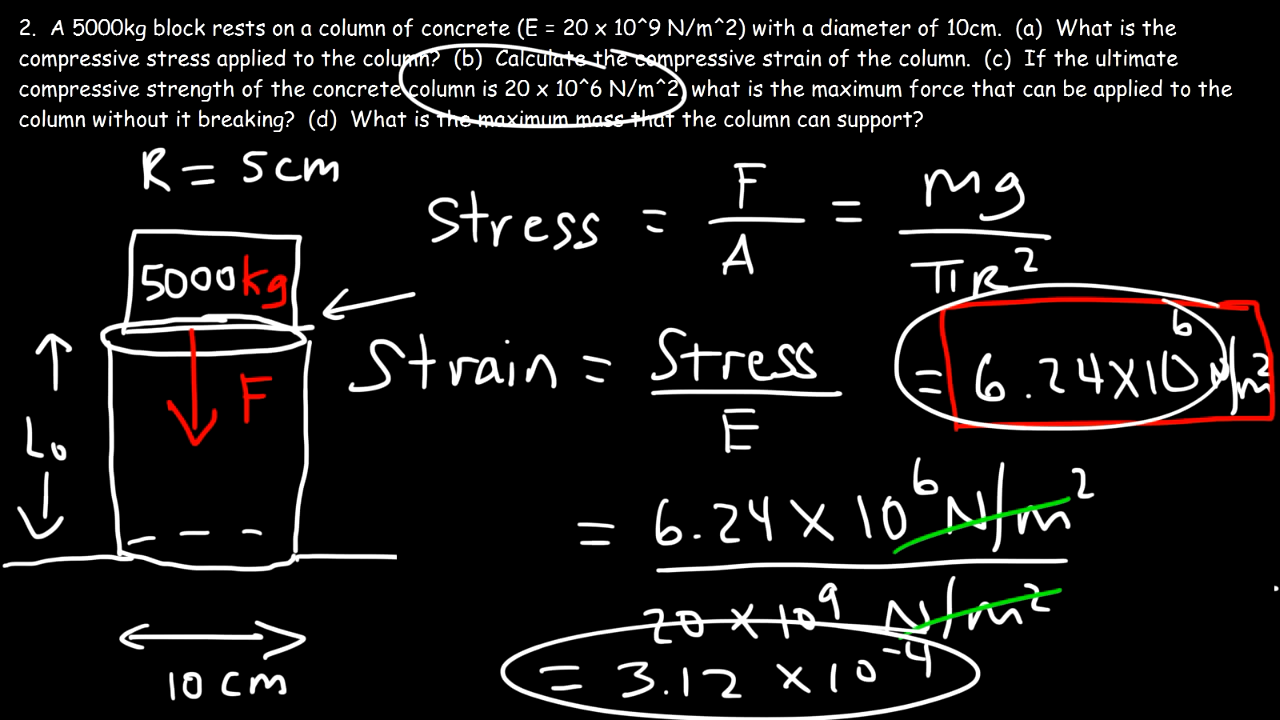 2. A 5000kg block rests on a column of concrete (E = 20 x 10^9 N/m^2) with a diameter of 10cm. (a) What is the
compressive stress applied to the column? (b) Calculate the compressive strain of the column. (c) If the ultimate
compressive strength of the concrete column is 20 x 10^6 N/m^2, what is the maximum force that can be applied to the
column without it breaking? (d) What is the maximum mass that the column can support?
R = 5cm
Stress = F/A = mg/πR²
5000kg
= 6.24×10⁶ N/m²
Strain = Stress/E
F
L₀
= 6.24 × 10⁶ N/m² / 20 × 10⁹ N/m²
= 3.12 × 10⁻⁴
10 cm